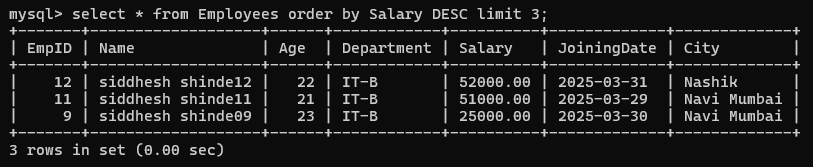 mysql> select * from Employees order by Salary DESC limit 3;
+-------+--------------------+------+------------+----------+-------------+-------------+
| EmpID | Name               | Age  | Department | Salary   | JoiningDate | City        |
+-------+--------------------+------+------------+----------+-------------+-------------+
|    12 | siddhesh shinde12  |   22 | IT-B       | 52000.00 | 2025-03-31  | Nashik      |
|    11 | siddhesh shinde11  |   21 | IT-B       | 51000.00 | 2025-03-29  | Navi Mumbai |
|     9 | siddhesh shinde09  |   23 | IT-B       | 25000.00 | 2025-03-30  | Navi Mumbai |
+-------+--------------------+------+------------+----------+-------------+-------------+
3 rows in set (0.00 sec)